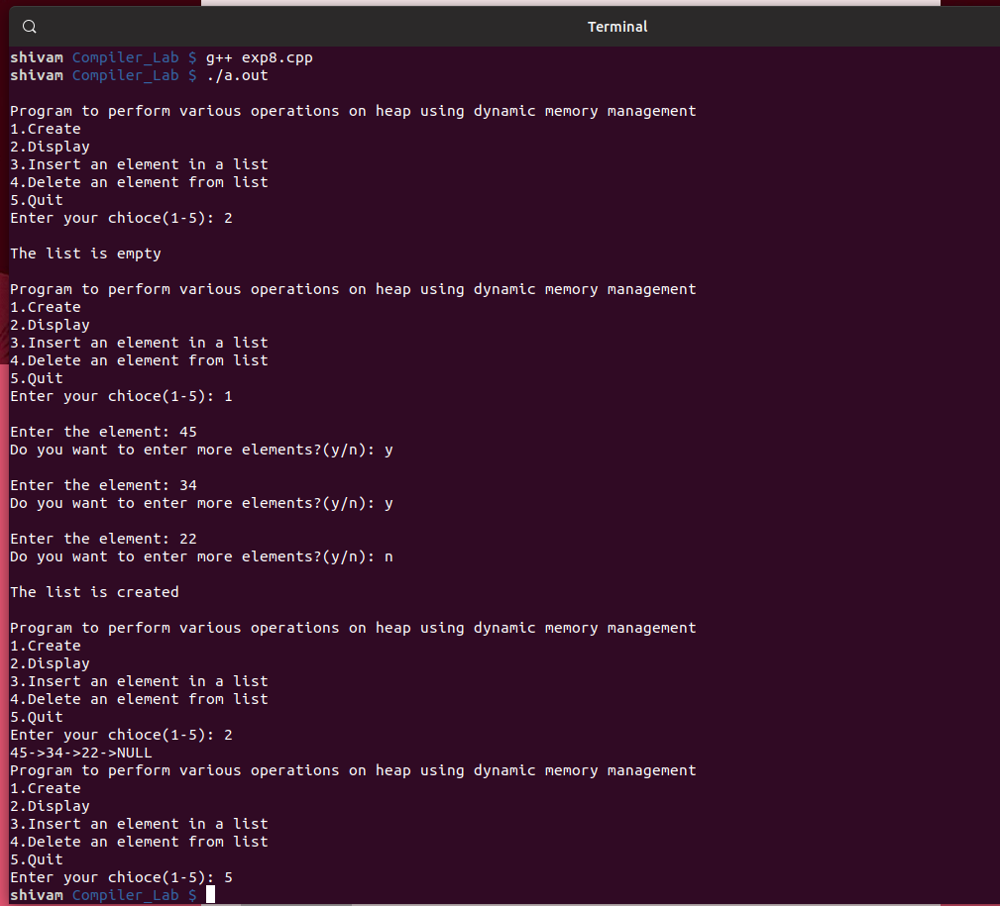 Terminal
shivam Compiler_Lab $ g++ exp8.cpp
shivam Compiler_Lab $ ./a.out
Program to perform various operations on heap using dynamic memory management
1.Create
2.Display
3.Insert an element in a list
4.Delete an element from list
5.Quit
Enter your chioce(1-5): 2
The list is empty
Program to perform various operations on heap using dynamic memory management
1.Create
2.Display
3.Insert an element in a list
4.Delete an element from list
5.Quit
Enter your chioce(1-5): 1
Enter the element: 45
Do you want to enter more elements?(y/n): y
Enter the element: 34
Do you want to enter more elements?(y/n): y
Enter the element: 22
Do you want to enter more elements?(y/n): n
The list is created
Program to perform various operations on heap using dynamic memory management
1.Create
2.Display
3.Insert an element in a list
4.Delete an element from list
5.Quit
Enter your chioce(1-5): 2
45->34->22->NULL
Program to perform various operations on heap using dynamic memory management
1.Create
2.Display
3.Insert an element in a list
4.Delete an element from list
5.Quit
Enter your chioce(1-5): 5
shivam Compiler_Lab $